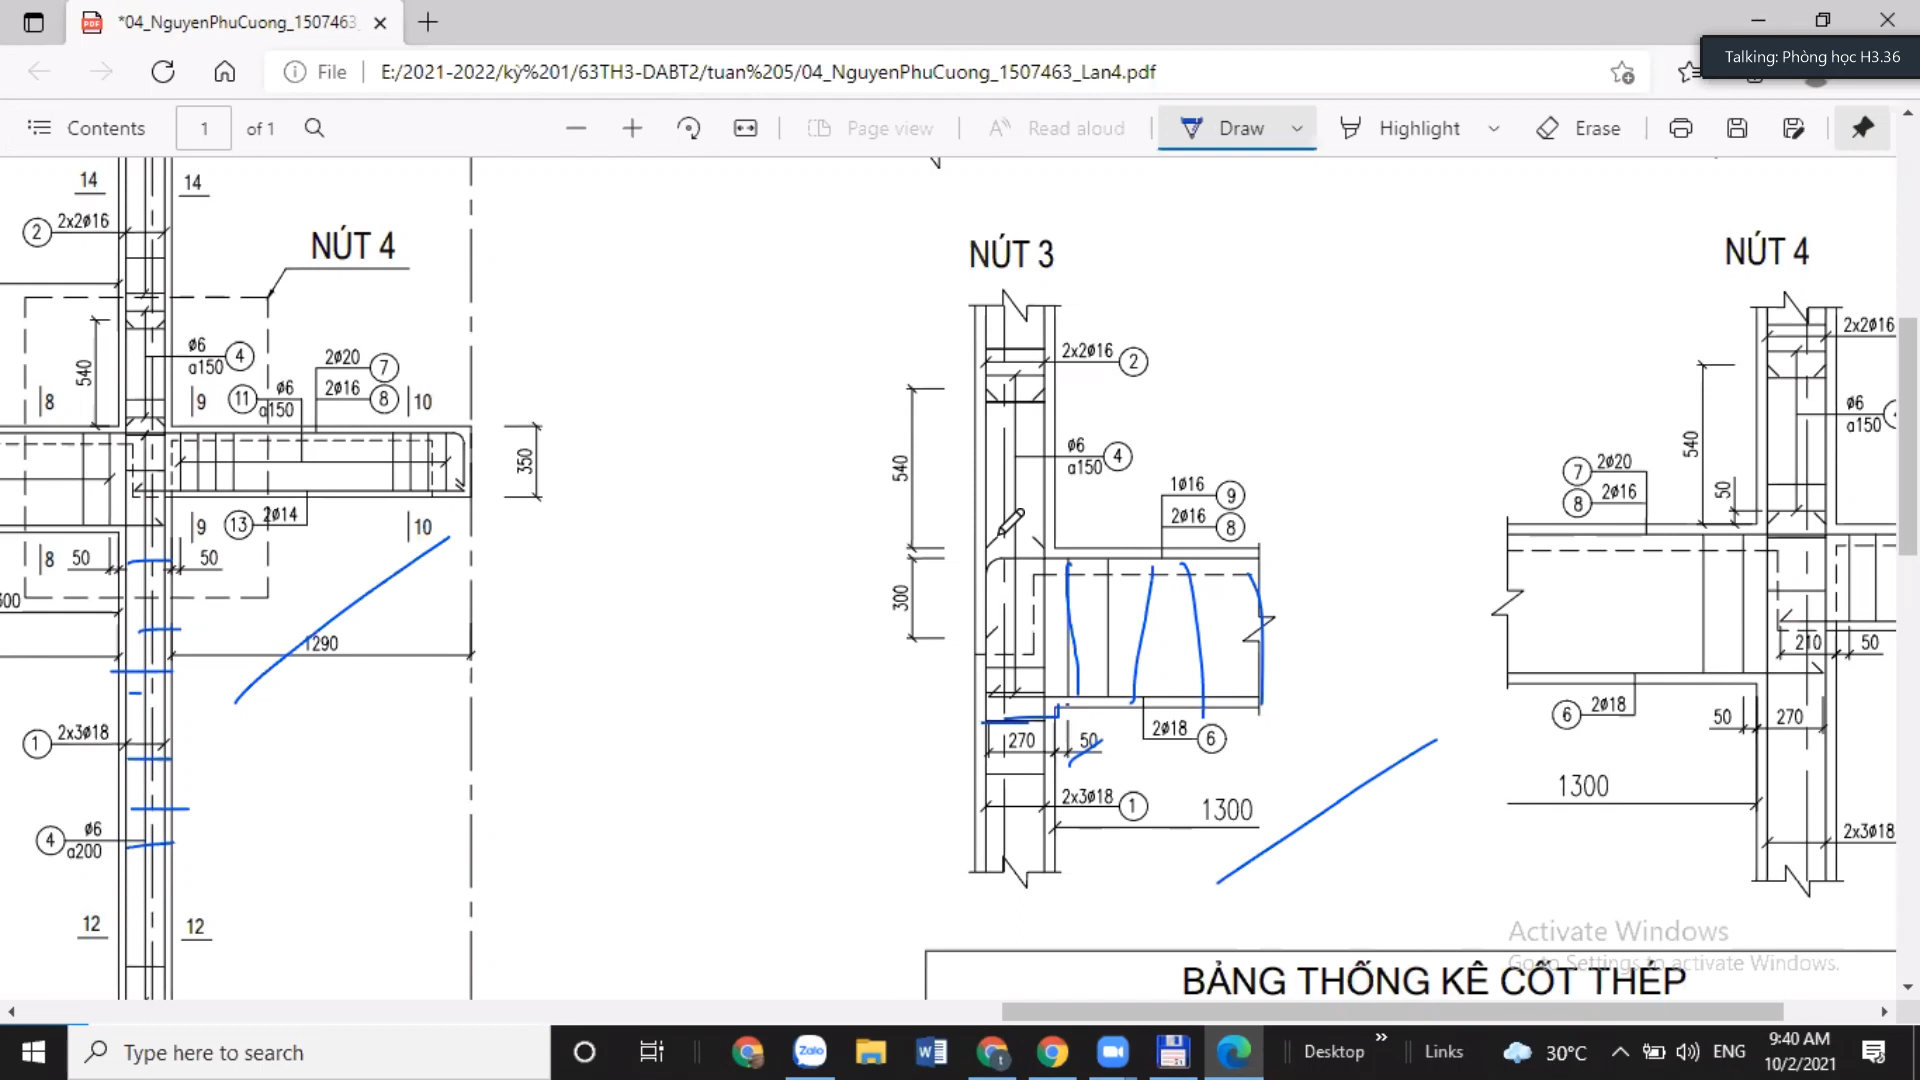 *04_NguyenPhuCuong_1507463_
Talking: Phòng học H3.36
File
E:/2021-2022/kỳ%201/63TH3-DABT2/tuan%205/04_NguyenPhuCuong_1507463_Lan4.pdf
Contents
1
of 1
Page view
Read aloud
Draw
Highlight
Erase
14
14
2
2x2ø16
NÚT 4
540
ø6
a150
4
2ø20
7
2ø16
8
11
ø6
a150
8
9
10
350
9
13
2ø14
10
8
50
50
1290
1
2x3ø18
4
ø6
a200
12
12
NÚT 3
2x2ø16
2
540
ø6
a150
4
1ø16
9
2ø16
8
300
270
50
2ø18
6
2x3ø18
1
1300
NÚT 4
2x2ø16
ø6
a150
540
7
2ø20
8
2ø16
50
210
50
6
2ø18
50
270
1300
2x3ø18
BẢNG THỐNG KÊ CỐT THÉP
Activate Windows
Go to Settings to activate Windows.
Type here to search
Zalo
Desktop
Links
30°C
ENG
9:40 AM
10/2/2021